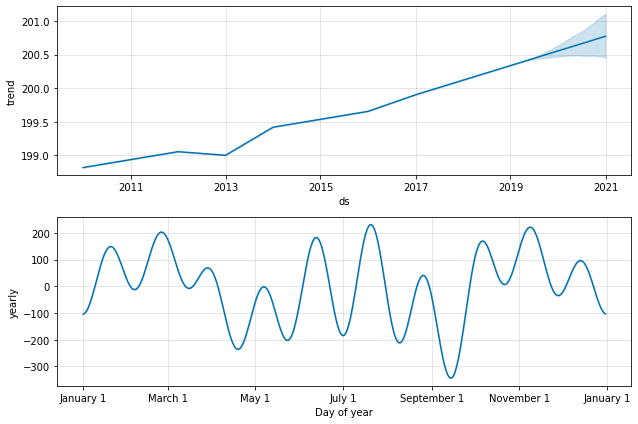 201.0
200.5
200.0
199.5
199.0
trend
2011 2013 2015 2017 2019 2021
ds
200
100
0
−100
−200
−300
yearly
January 1 March 1 May 1 July 1 September 1 November 1 January 1
Day of year